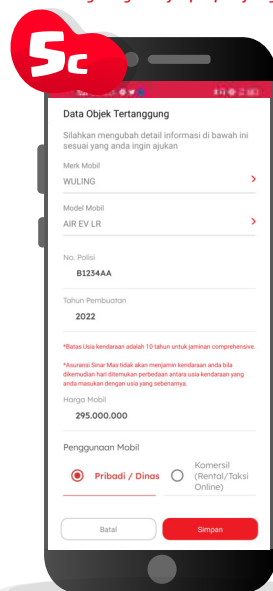 5c
Data Objek Tertanggung
Silahkan mengubah detail informasi di bawah ini
sesuai yang anda ingin ajukan
Merk Mobil
WULING
Model Mobil
AIR EV LR
No. Polisi
B1234AA
Tahun Pembuatan
2022
*Batas Usia kendaraan adalah 10 tahun untuk jaminan comprehensive.
*Asuransi Sinar Mas tidak akan menjamin kendaraan anda bila
dikemudian hari ditemukan perbedaan antara usia kendaraan yang
anda masukan dengan usia yang sebenarnya.
Harga Mobil
295.000.000
Penggunaan Mobil
Pribadi / Dinas
Komersil
(Rental/Taksi
Online)
Batal
Simpan